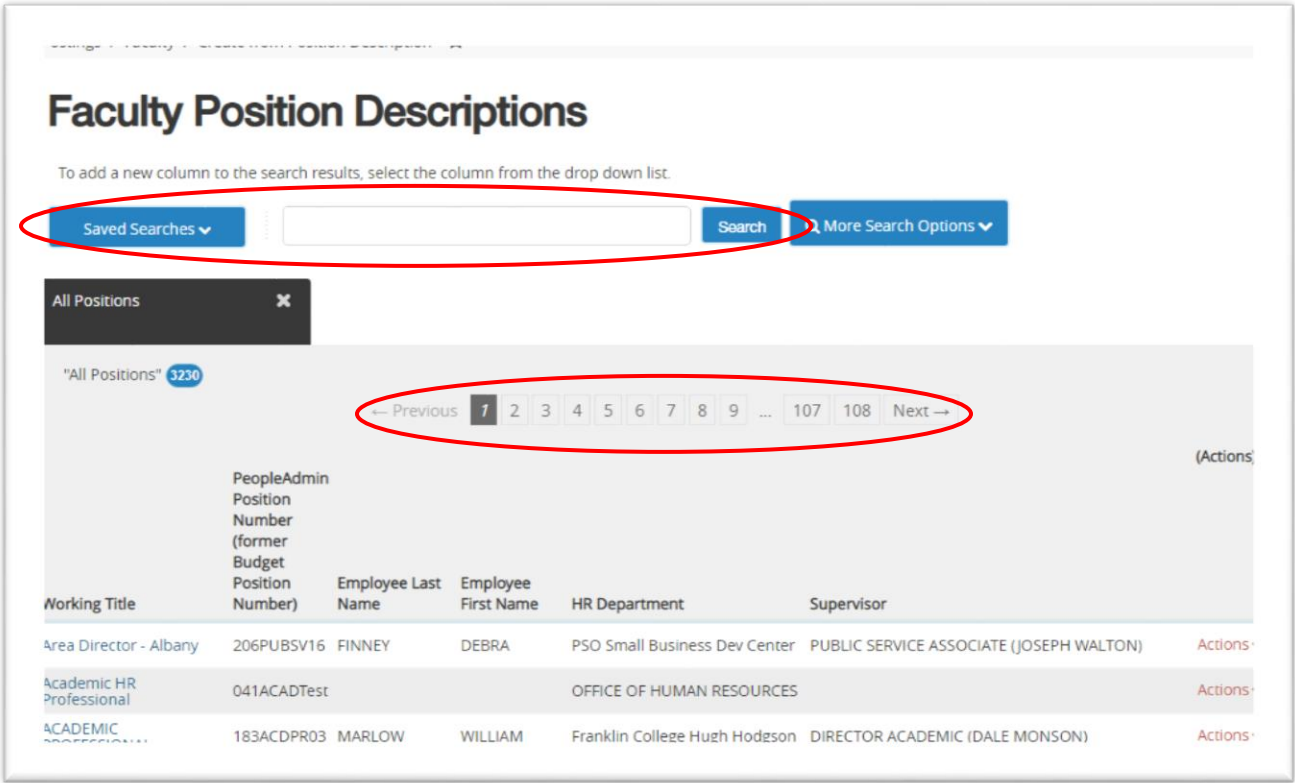 Faculty Position Descriptions
To add a new column to the search results, select the column from the drop down list.
Saved Searches Search More Search Options
All Positions ×
"All Positions" 3230
← Previous 1 2 3 4 5 6 7 8 9 ... 107 108 Next →
(Actions)
PeopleAdmin
Position
Number
(former
Budget
Position Employee Last Employee
Working Title Number) Name First Name HR Department Supervisor
Area Director - Albany 206PUBSV16 FINNEY DEBRA PSO Small Business Dev Center PUBLIC SERVICE ASSOCIATE (JOSEPH WALTON) Actions
Academic HR
Professional 041ACADTest OFFICE OF HUMAN RESOURCES Actions
ACADEMIC
183ACDPR03 MARLOW WILLIAM Franklin College Hugh Hodgson DIRECTOR ACADEMIC (DALE MONSON) Actions